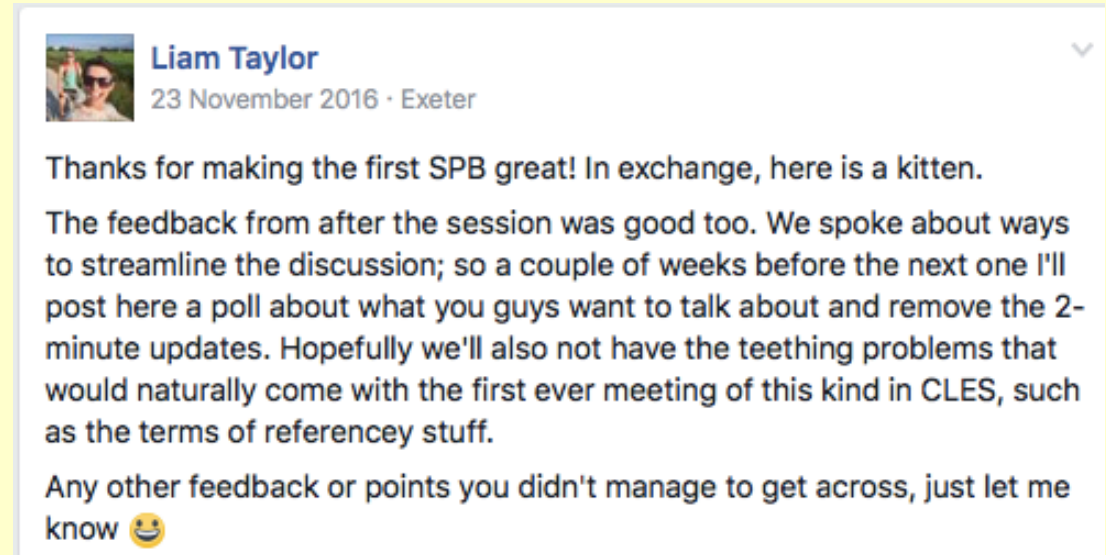 Liam Taylor
23 November 2016 · Exeter
Thanks for making the first SPB great! In exchange, here is a kitten.
The feedback from after the session was good too. We spoke about ways
to streamline the discussion; so a couple of weeks before the next one I'll
post here a poll about what you guys want to talk about and remove the 2-
minute updates. Hopefully we'll also not have the teething problems that
would naturally come with the first ever meeting of this kind in CLES, such
as the terms of referencey stuff.
Any other feedback or points you didn't manage to get across, just let me
know 😀